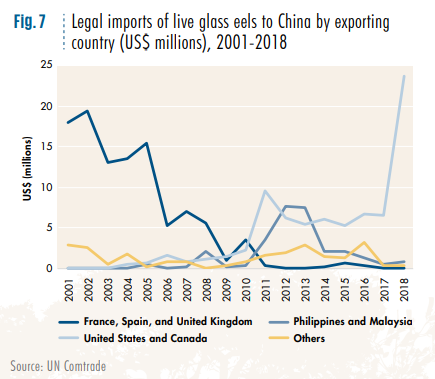 Fig. 7 Legal imports of live glass eels to China by exporting
country (US$ millions), 2001-2018
US$ (millions)
25
20
15
10
5
0
2001 2002 2003 2004 2005 2006 2007 2008 2009 2010 2011 2012 2013 2014 2015 2016 2017 2018
France, Spain, and United Kingdom Philippines and Malaysia
United States and Canada Others
Source: UN Comtrade